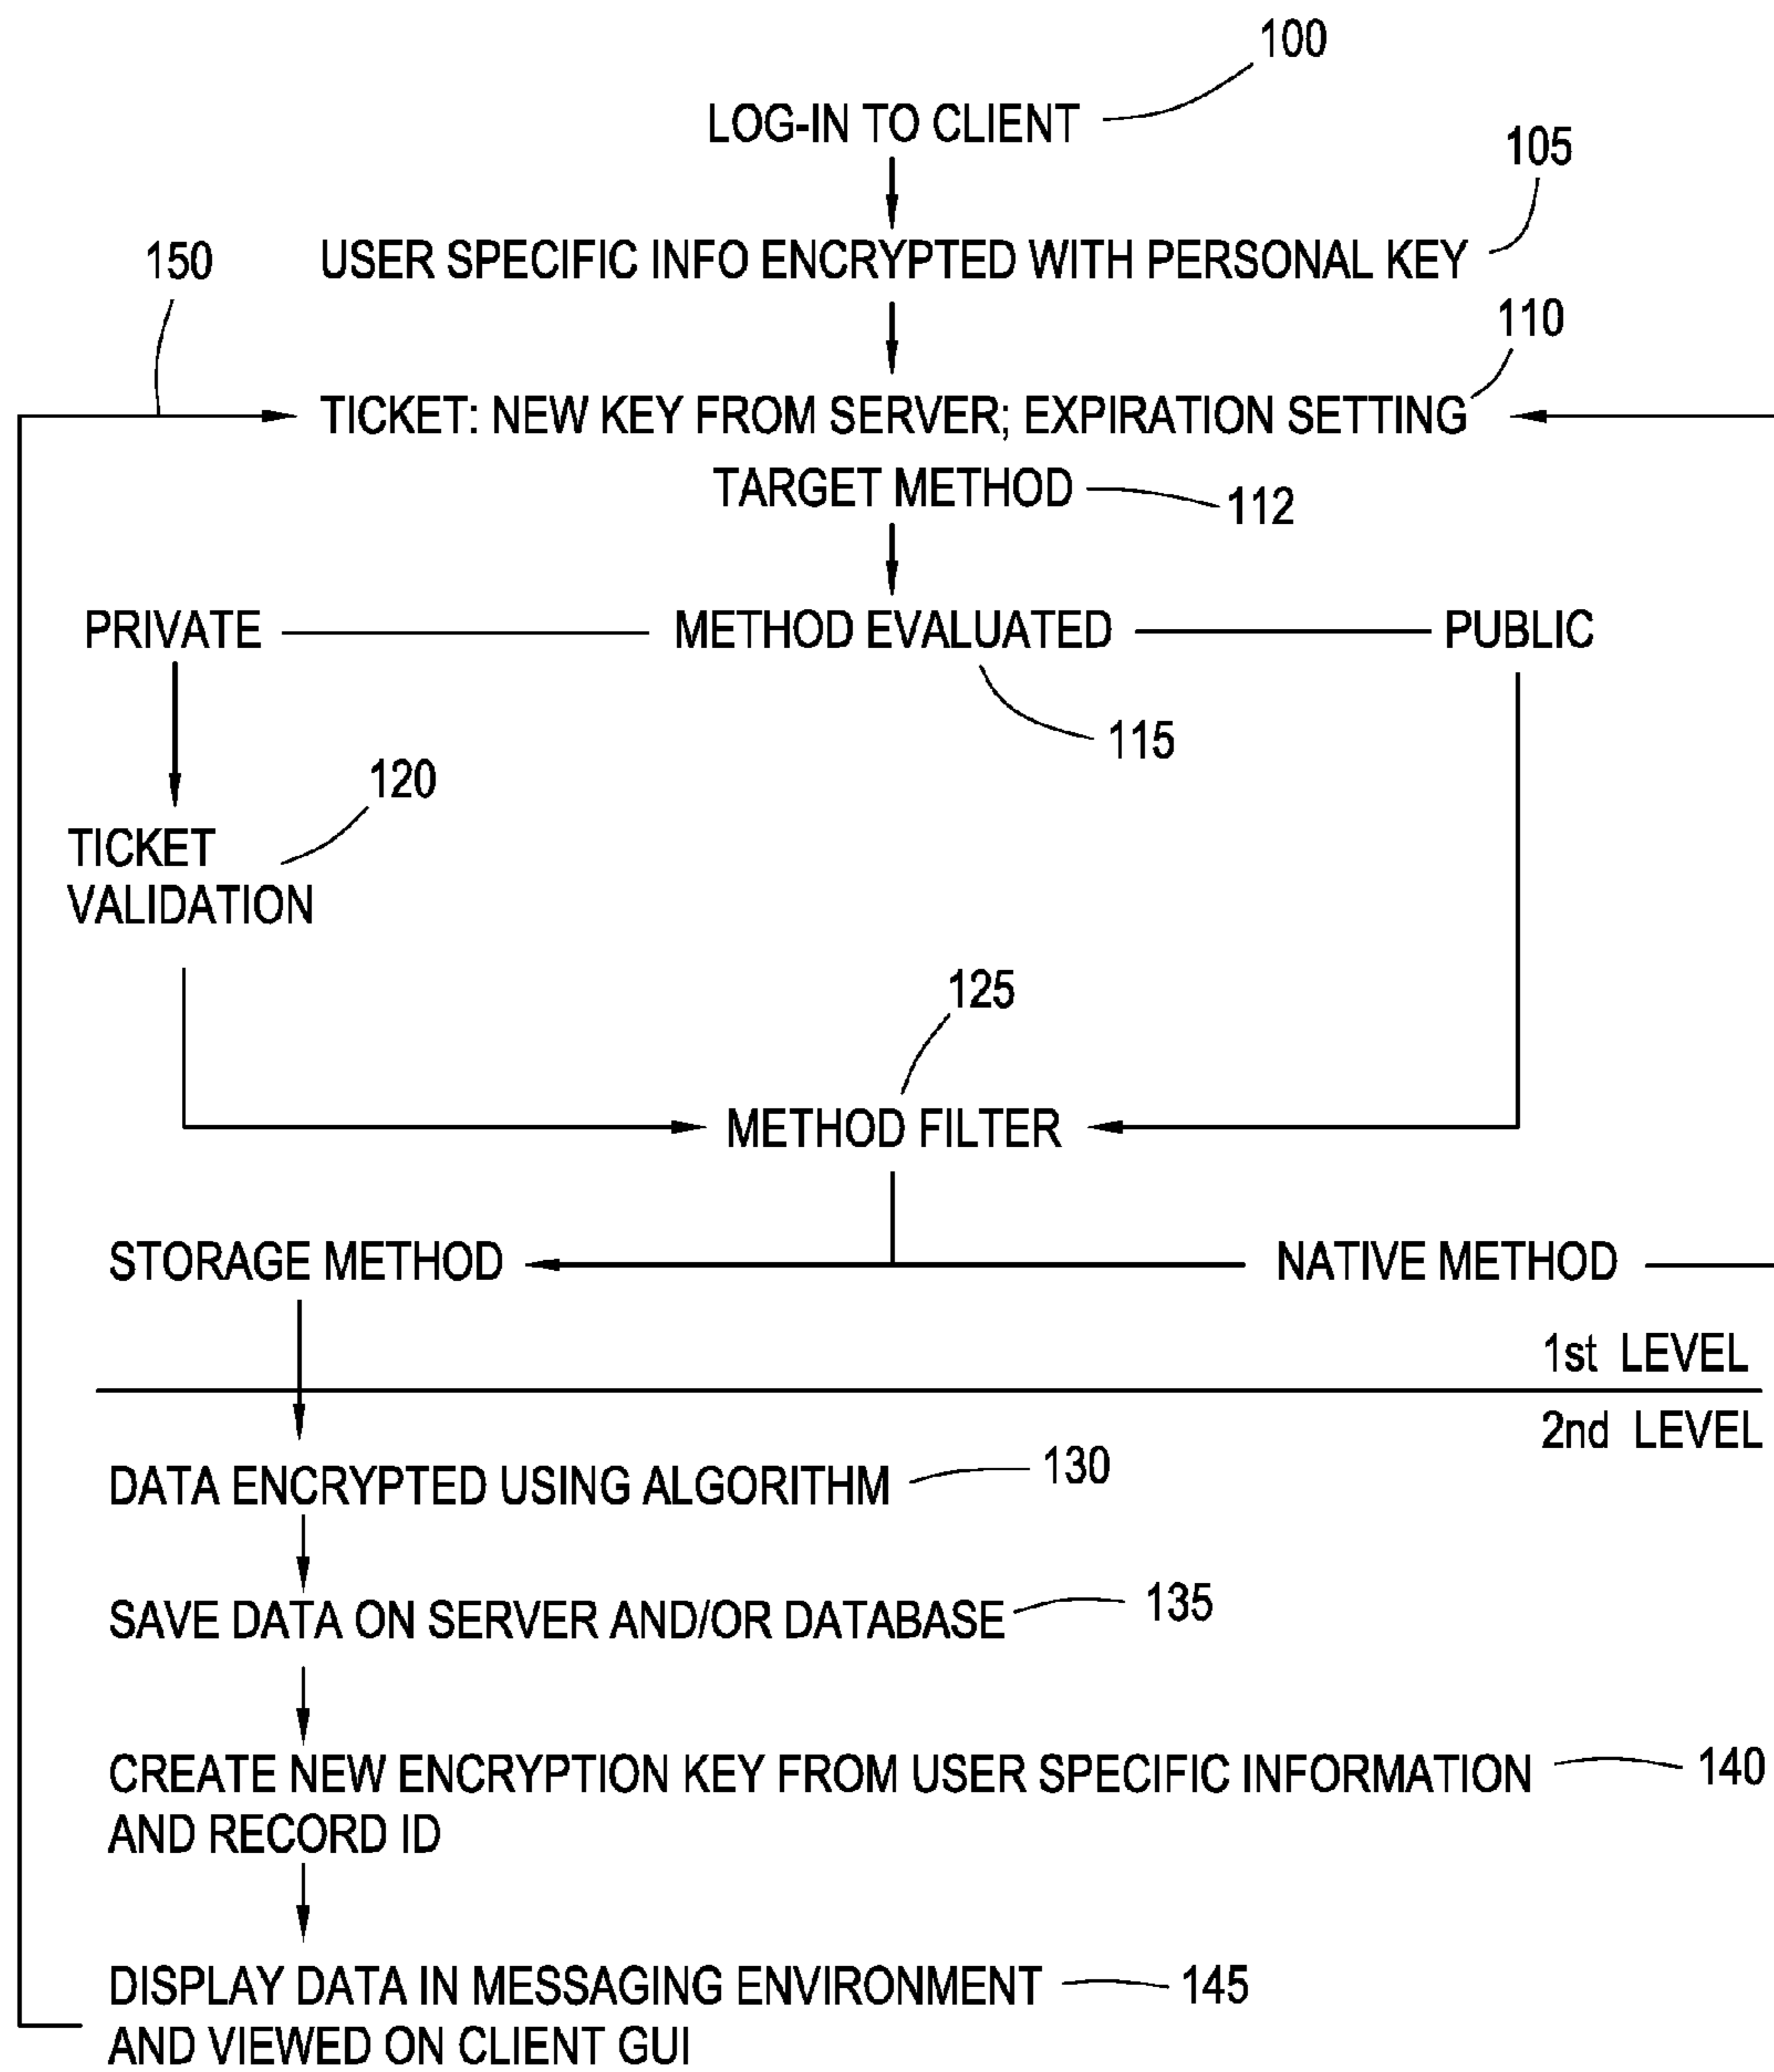 100
LOG-IN TO CLIENT
105
150
USER SPECIFIC INFO ENCRYPTED WITH PERSONAL KEY
110
TICKET: NEW KEY FROM SERVER; EXPIRATION SETTING
TARGET METHOD
112
PRIVATE
METHOD EVALUATED
PUBLIC
115
120
TICKET
VALIDATION
125
METHOD FILTER
STORAGE METHOD
NATIVE METHOD
1st LEVEL
2nd LEVEL
DATA ENCRYPTED USING ALGORITHM
130
SAVE DATA ON SERVER AND/OR DATABASE
135
CREATE NEW ENCRYPTION KEY FROM USER SPECIFIC INFORMATION
140
AND RECORD ID
DISPLAY DATA IN MESSAGING ENVIRONMENT
145
AND VIEWED ON CLIENT GUI